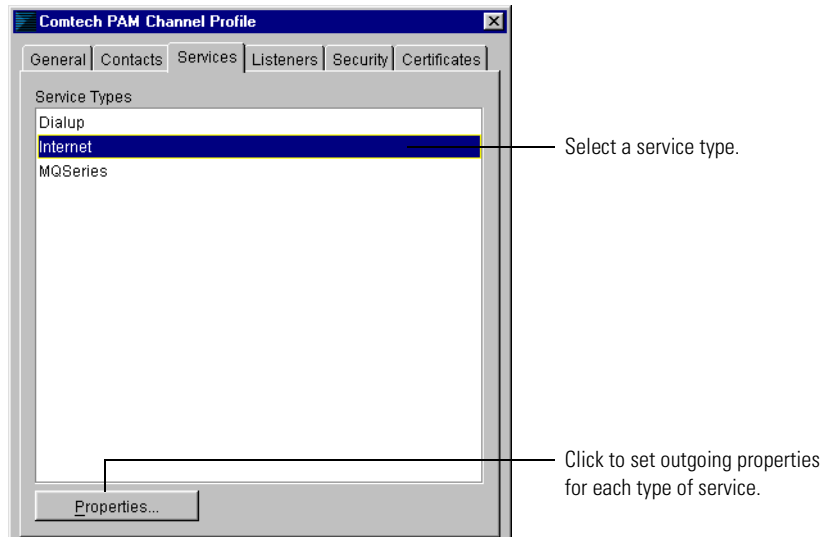 Comtech PAM Channel Profile
General Contacts Services Listeners Security Certificates
Service Types
Dialup
Internet
Select a service type.
MQSeries
Click to set outgoing properties
for each type of service.
Properties...